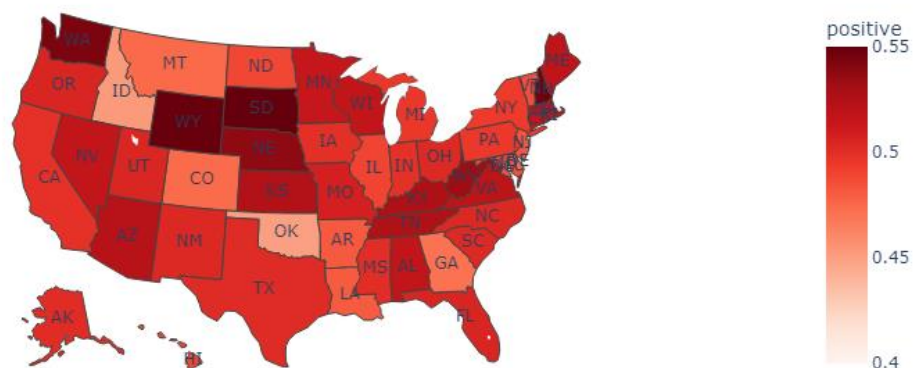 positive
0.55
0.5
0.45
0.4
WA
MT
ND
MN
ME
OR
ID
WY
SD
WI
MI
NY
NV
UT
CO
NE
IA
IL
IN
OH
PA
NJ
CA
KS
MO
KY
VA
AZ
NM
OK
AR
TN
NC
SC
TX
LA
MS
AL
GA
FL
AK
HI
DE